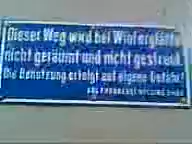 Dieser Weg wird bei Winterglätte
nicht geräumt und nicht gestreut.
Die Benutzung erfolgt auf eigene Gefahr!